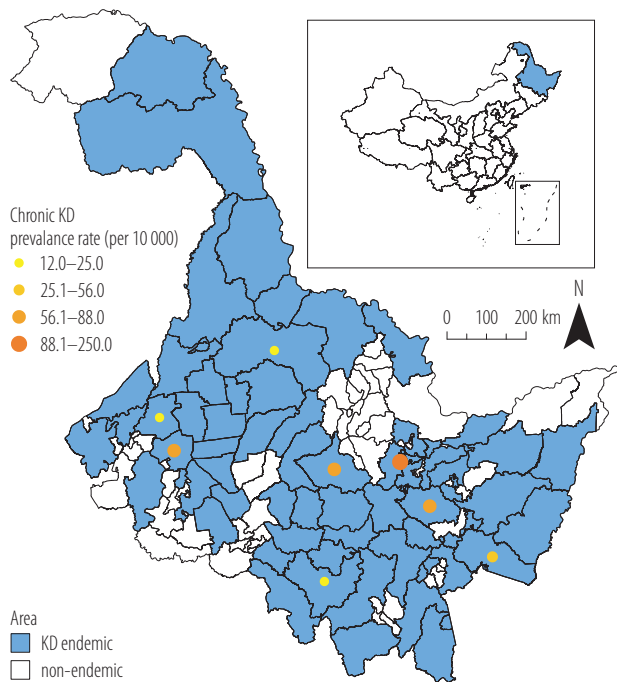 Chronic KD
prevalance rate (per 10 000)
12.0–25.0
25.1–56.0
56.1–88.0
88.1–250.0
N
0 100 200 km
Area
KD endemic
non-endemic